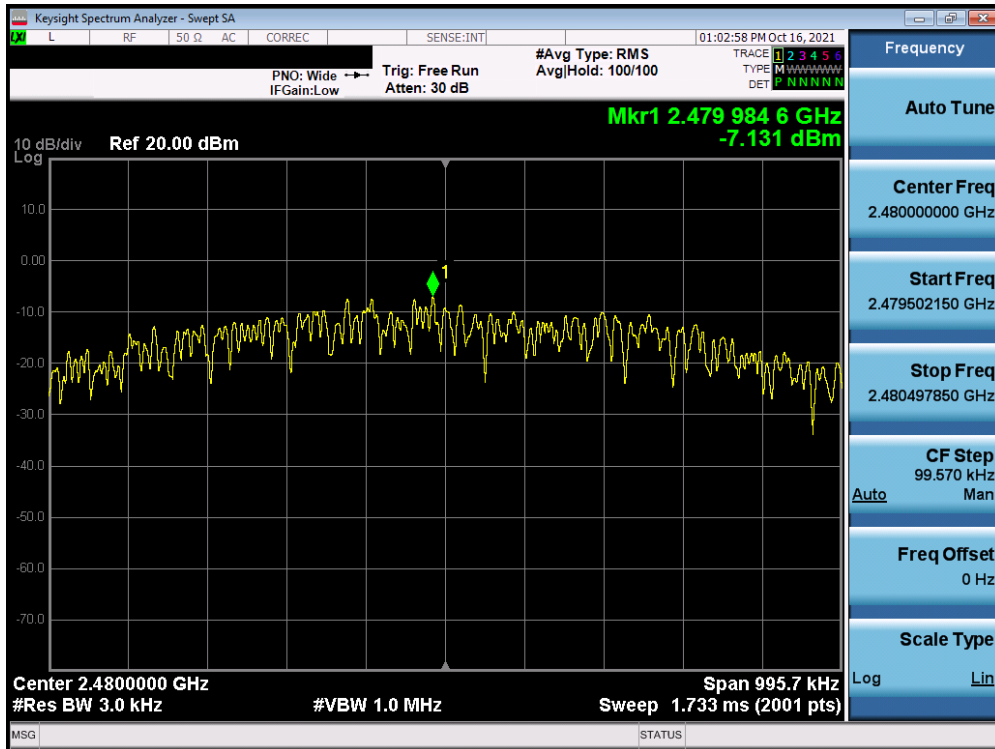 Keysight Spectrum Analyzer - Swept SA
LXI L RF 50 Ω AC CORREC SENSE:INT 01:02:58 PM Oct 16, 2021
PNO: Wide Trig: Free Run #Avg Type: RMS TRACE 1 2 3 4 5 6
IFGain:Low Atten: 30 dB Avg|Hold: 100/100 TYPE M W W W W W
DET P N N N N N
Mkr1 2.479 984 6 GHz
-7.131 dBm
10 dB/div Ref 20.00 dBm
Log
10.0
0.00
1
-10.0
-20.0
-30.0
-40.0
-50.0
-60.0
-70.0
Center 2.4800000 GHz Span 995.7 kHz
#Res BW 3.0 kHz #VBW 1.0 MHz Sweep 1.733 ms (2001 pts)
MSG STATUS
Frequency
Auto Tune
Center Freq
2.480000000 GHz
Start Freq
2.479502150 GHz
Stop Freq
2.480497850 GHz
CF Step
99.570 kHz
Auto Man
Freq Offset
0 Hz
Scale Type
Log Lin